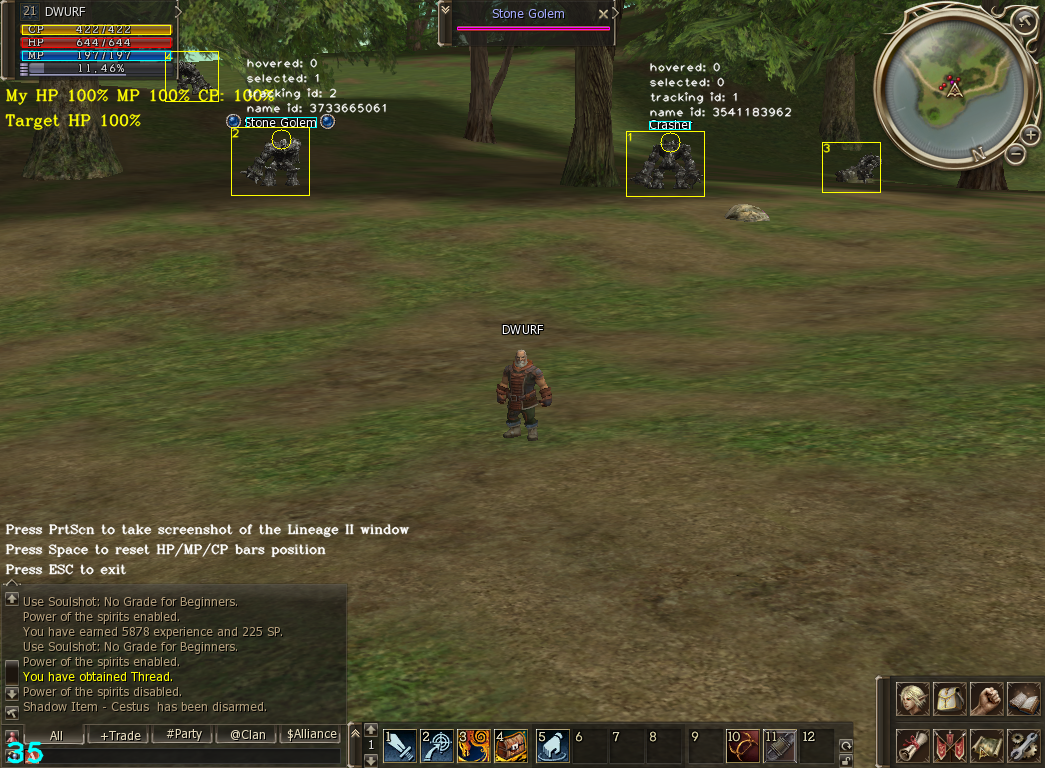 21 DWURF
CP 422/422
HP 644/644
MP 197/197
11,46%
My HP 100% MP 100% CP: 100%
Target HP 100%
Stone Golem
4
hovered: 0
selected: 1
tracking id: 2
name id: 3733665061
Stone Golem
2
hovered: 0
selected: 0
tracking id: 1
name id: 3541183962
Crasher
1
3
N
DWURF
Press PrtScn to take screenshot of the Lineage II window
Press Space to reset HP/MP/CP bars position
Press ESC to exit
Use Soulshot: No Grade for Beginners.
Power of the spirits enabled.
You have earned 5878 experience and 225 SP.
Use Soulshot: No Grade for Beginners.
Power of the spirits enabled.
You have obtained Thread.
Power of the spirits disabled.
Shadow Item - Cestus has been disarmed.
All +Trade #Party @Clan $Alliance
35
1
1 2 3 4 5 6 7 8 9 10 11 12